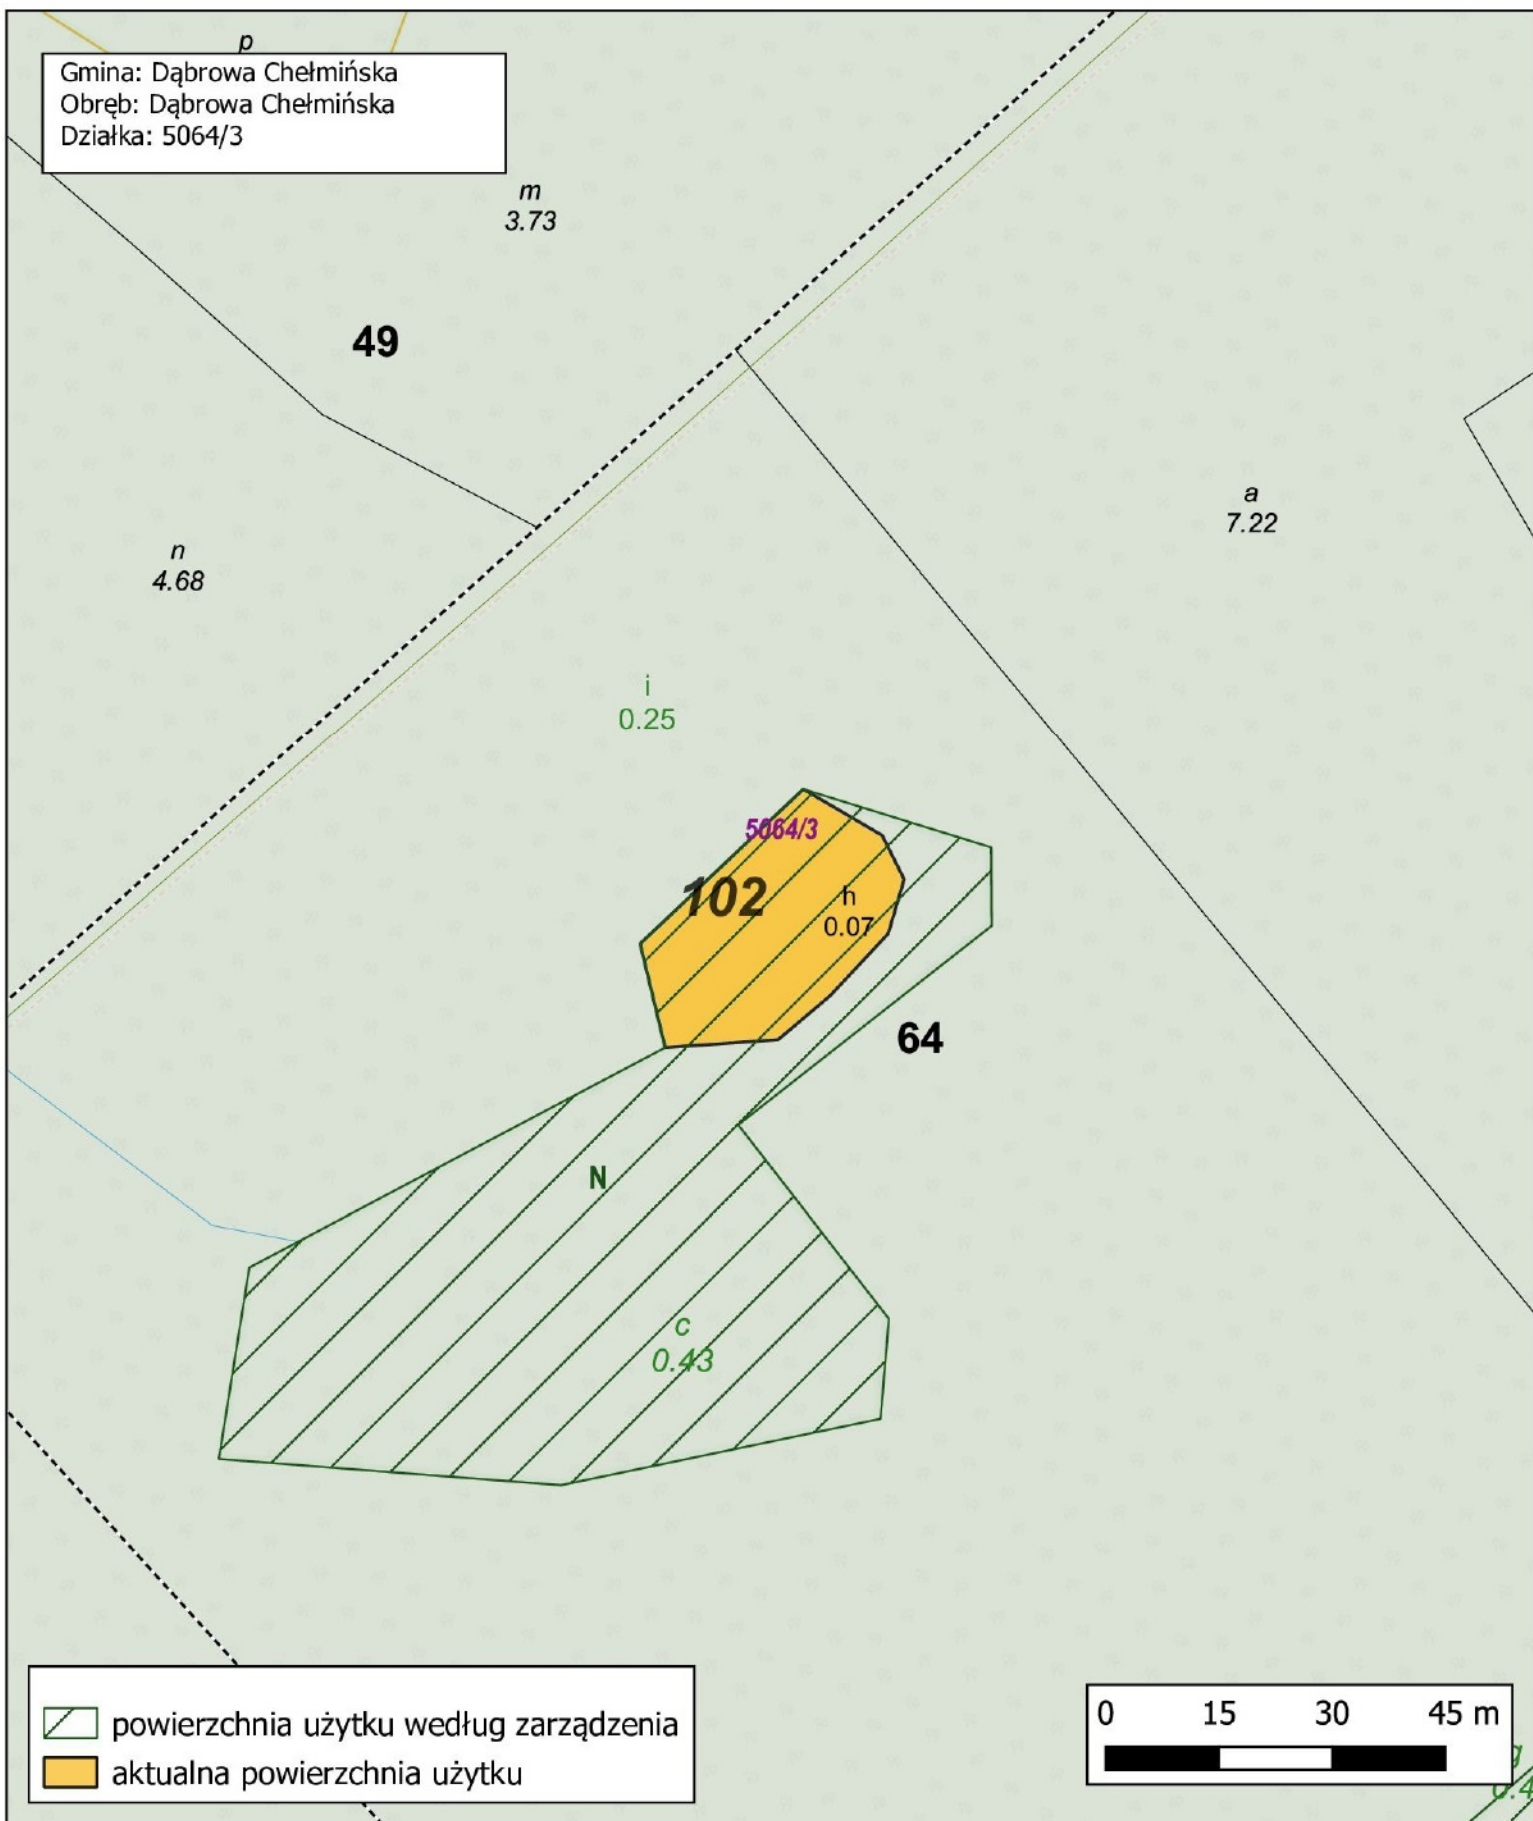 p
Gmina: Dąbrowa Chełmińska
Obręb: Dąbrowa Chełmińska
Działka: 5064/3
m
3.73
49
a
7.22
n
4.68
i
0.25
5064/3
102
h
0.07
64
N
c
0.43
powierzchnia użytku według zarządzenia
aktualna powierzchnia użytku
0 15 30 45 m